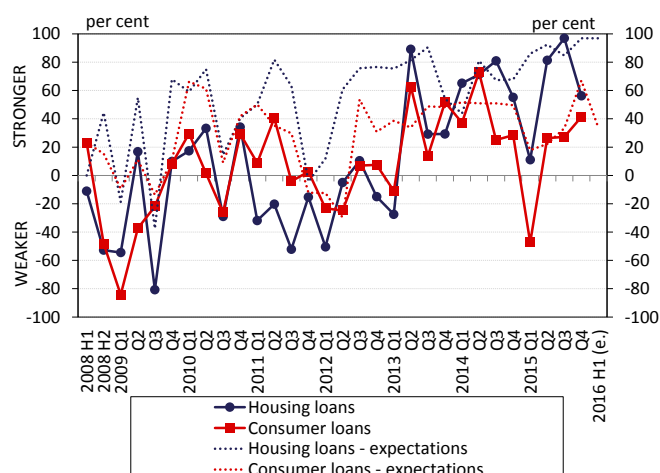 per cent
per cent
100
80
60
40
20
0
-20
-40
-60
-80
-100
STRONGER
WEAKER
100
80
60
40
20
0
-20
-40
-60
-80
-100
2008 H1
2008 H2
2009 Q1
Q2
Q3
Q4
2010 Q1
Q2
Q3
Q4
2011 Q1
Q2
Q3
Q4
2012 Q1
Q2
Q3
Q4
2013 Q1
Q2
Q3
Q4
2014 Q1
Q2
Q3
Q4
2015 Q1
Q2
Q3
Q4
2016 H1 (e.)
Housing loans
Consumer loans
Housing loans - expectations
Consumer loans - expectations